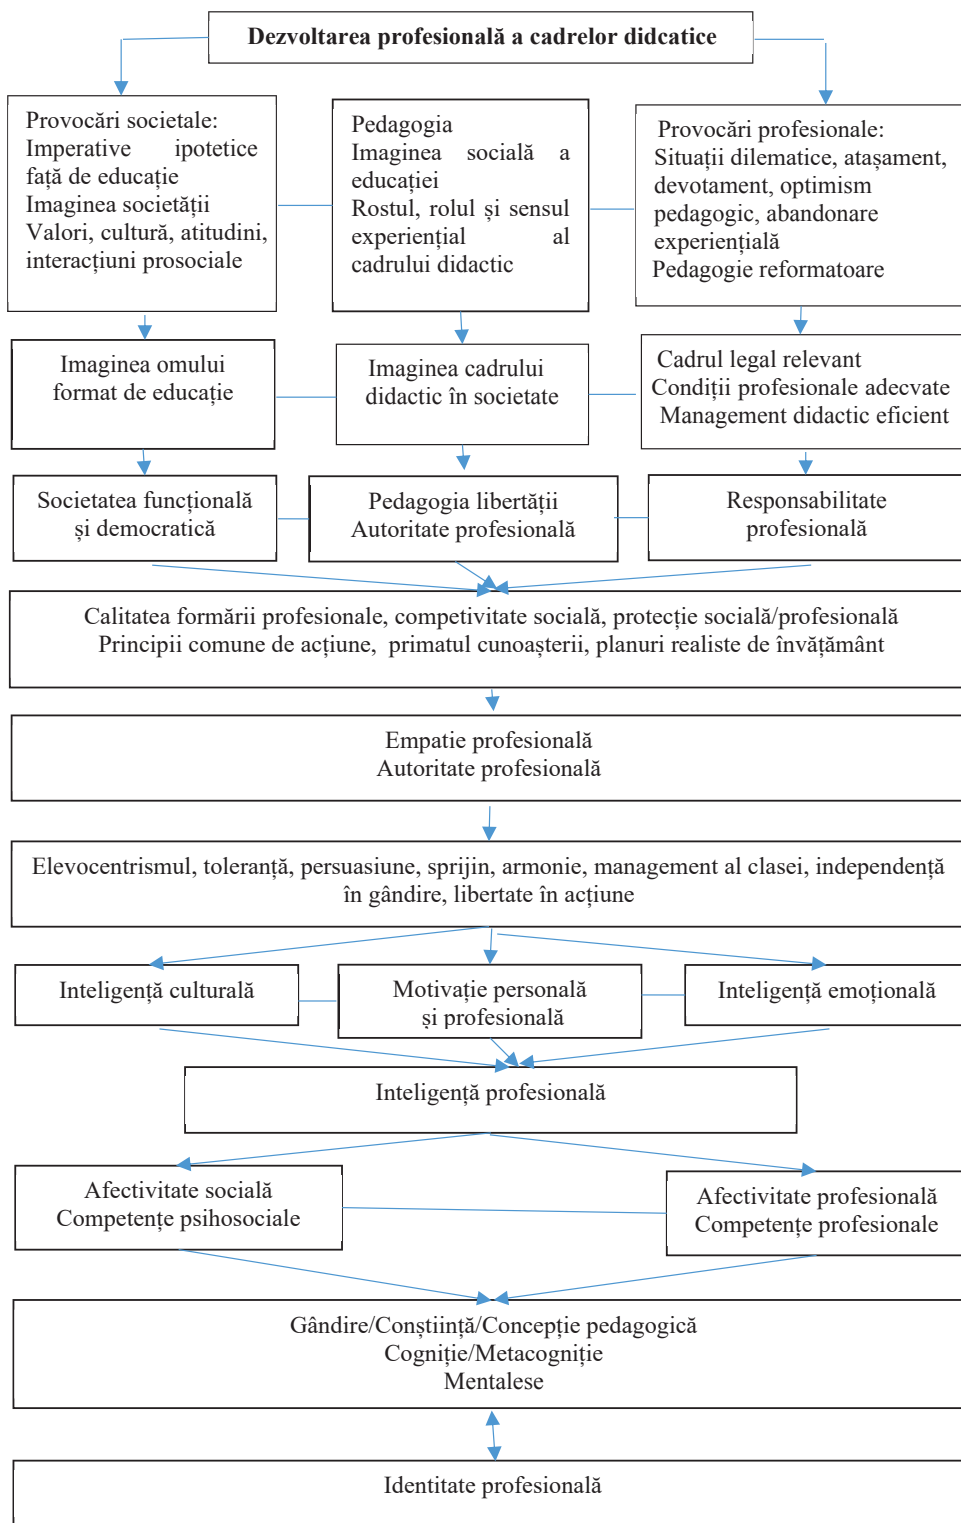 Dezvoltarea profesională a cadrelor didcatice
Provocări societale:
Imperative ipotetice
față de educație
Imaginea societății
Valori, cultură, atitudini,
interacțiuni prosociale
Pedagogia
Imaginea socială a
educației
Rostul, rolul și sensul
experiențial al
cadrului didactic
Provocări profesionale:
Situații dilematice, atașament,
devotament, optimism
pedagogic, abandonare
experiențială
Pedagogie reformatoare
Imaginea omului
format de educație
Imaginea cadrului
didactic în societate
Cadrul legal relevant
Condiții profesionale adecvate
Management didactic eficient
Societatea funcțională
și democratică
Pedagogia libertății
Autoritate profesională
Responsabilitate
profesională
Calitatea formării profesionale, competivitate socială, protecție socială/profesională
Principii comune de acțiune, primatul cunoașterii, planuri realiste de învățământ
Empatie profesională
Autoritate profesională
Elevocentrismul, toleranță, persuasiune, sprijin, armonie, management al clasei, independență
în gândire, libertate în acțiune
Inteligență culturală
Motivație personală
și profesională
Inteligență emoțională
Inteligență profesională
Afectivitate socială
Competențe psihosociale
Afectivitate profesională
Competențe profesionale
Gândire/Conștiință/Concepție pedagogică
Cogniție/Metacogniție
Mentalese
Identitate profesională